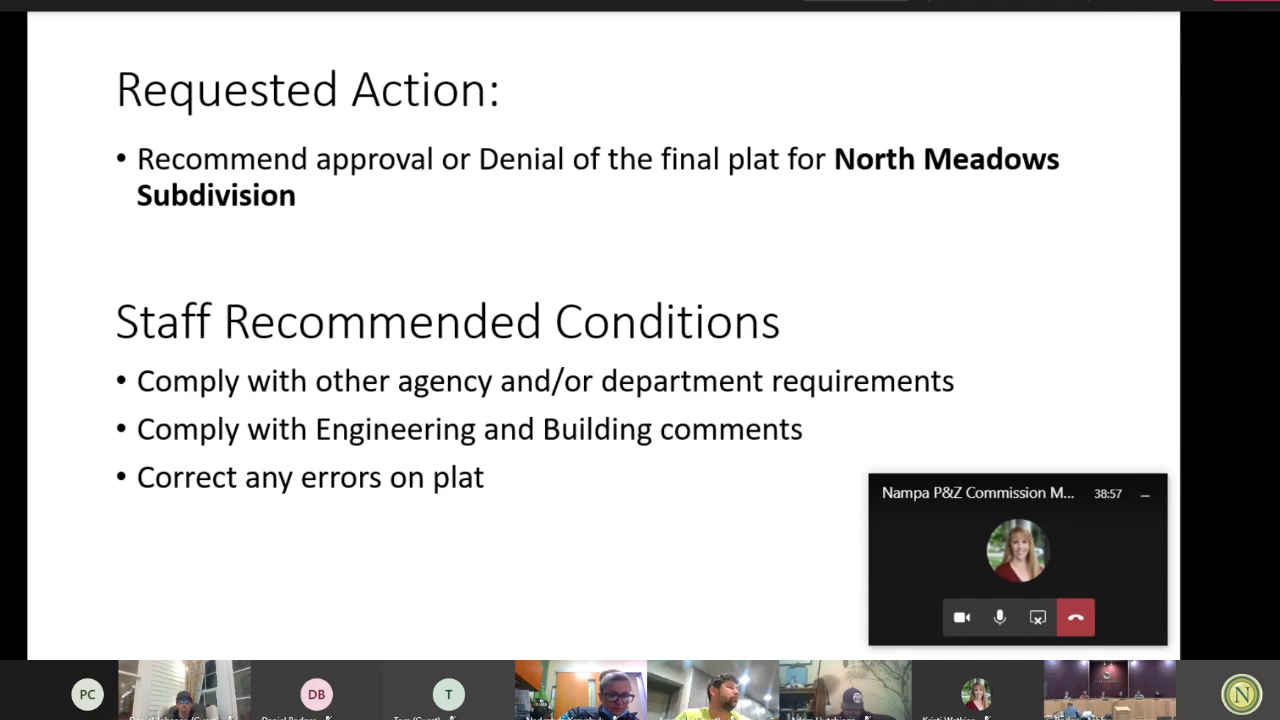 Requested Action:
• Recommend approval or Denial of the final plat for North Meadows
Subdivision
Staff Recommended Conditions
• Comply with other agency and/or department requirements
• Comply with Engineering and Building comments
• Correct any errors on plat
Nampa P&Z Commission M... 38:57
PC
DB
T
N